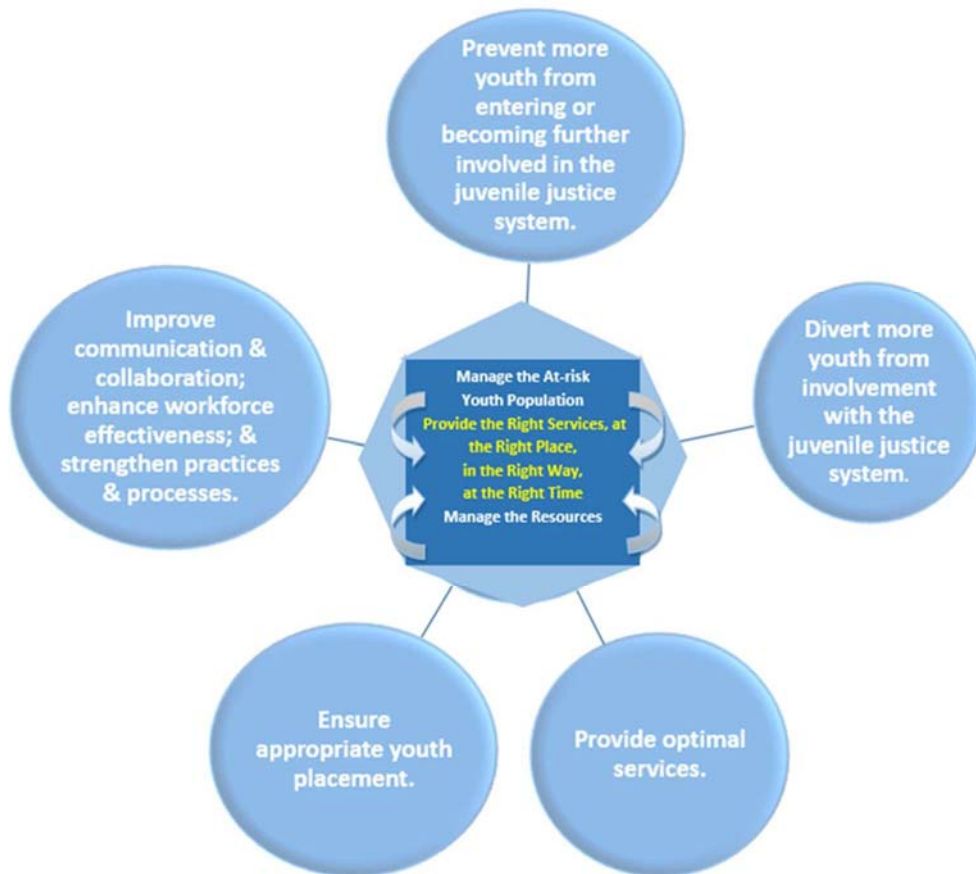 Prevent more
youth from
entering or
becoming further
involved in the
juvenile justice
system.
Improve
communication &
collaboration;
enhance workforce
effectiveness; &
strengthen practices
& processes.
Divert more
youth from
involvement
with the
juvenile justice
system.
Manage the At-risk
Youth Population
Provide the Right Services, at
the Right Place,
in the Right Way,
at the Right Time
Manage the Resources
Ensure
appropriate youth
placement.
Provide optimal
services.